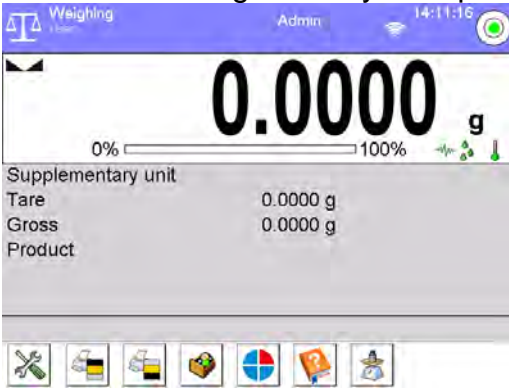 Weighing
Admin
14:11:16
0.0000 g
0% 100%
Supplementary unit
Tare 0.0000 g
Gross 0.0000 g
Product